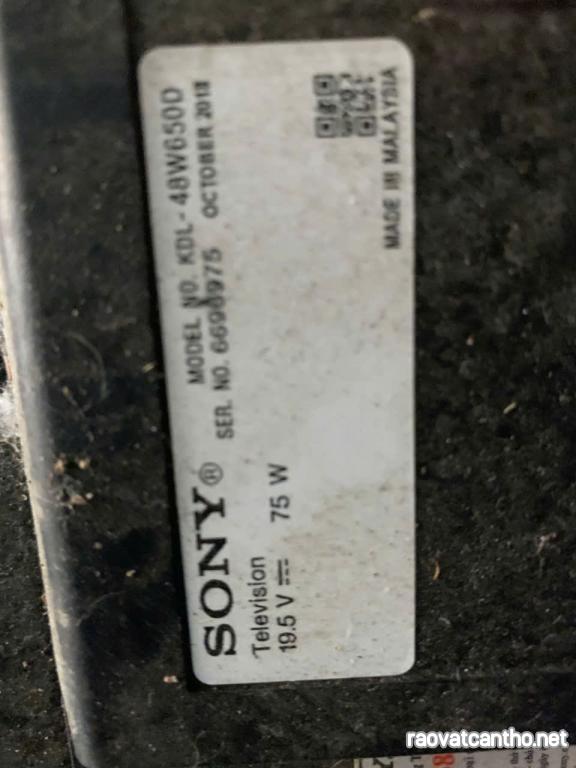 SONY®
MODEL NO. KDL-48W650D
SER. NO. 6696975 OCTOBER 2018
Television
19.5 V ⎓ 75 W
MADE IN MALAYSIA
raovatcantho.net